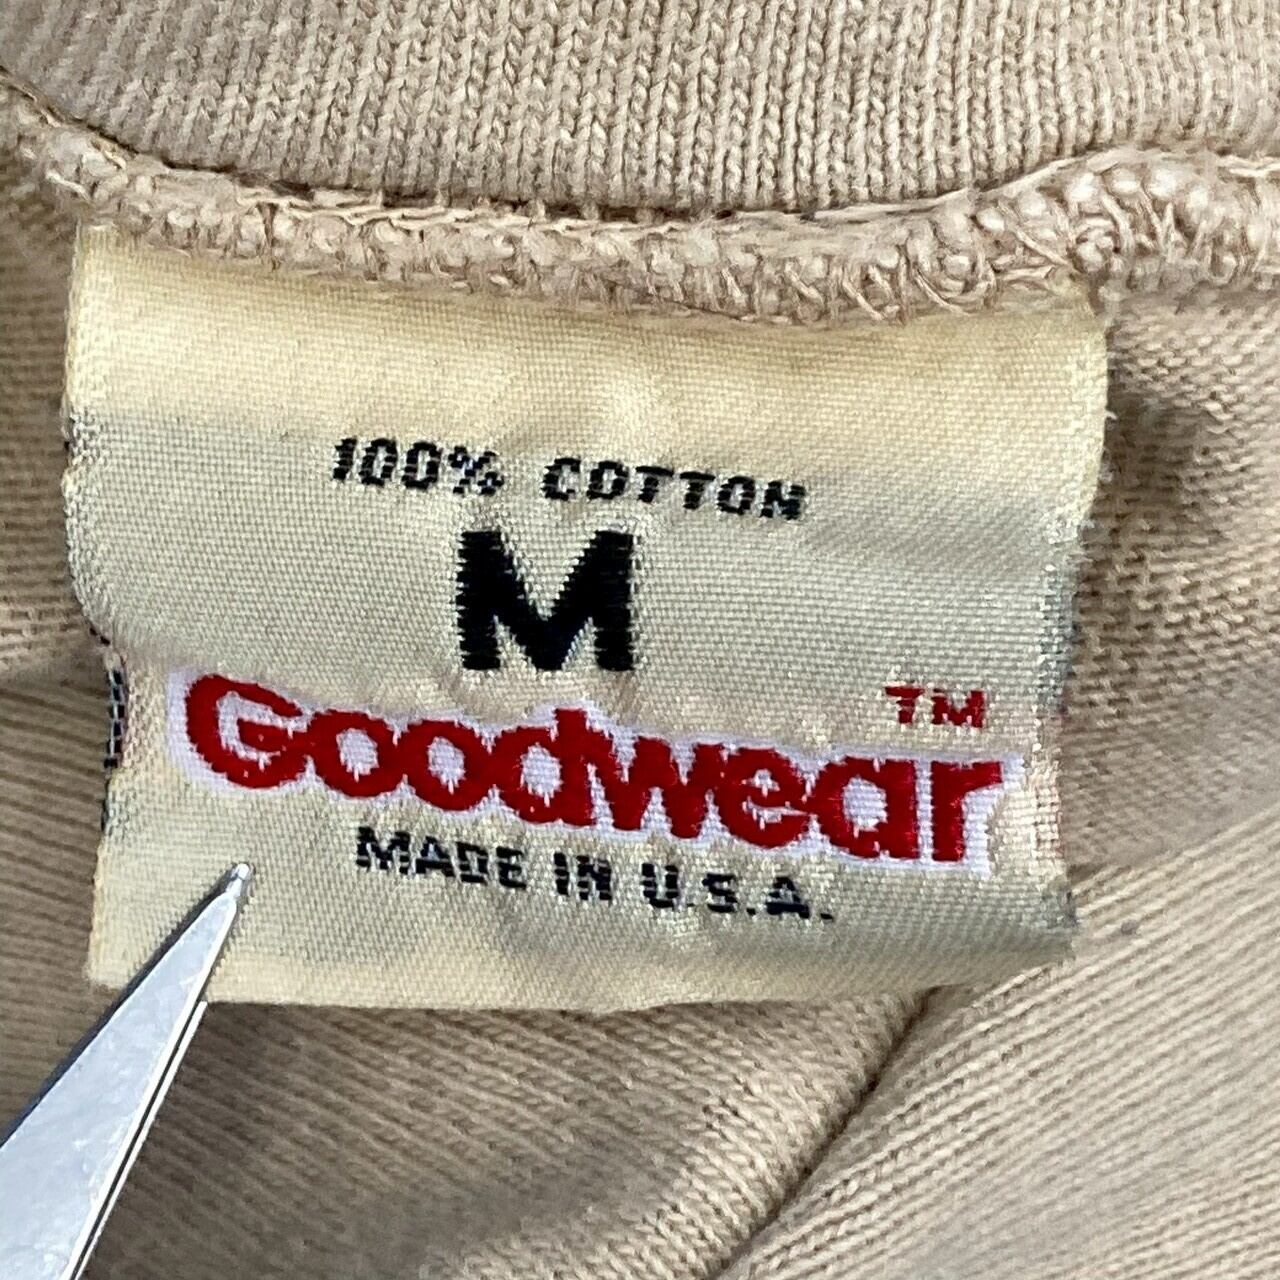 100% COTTON
M
Goodwear TM
MADE IN U.S.A.